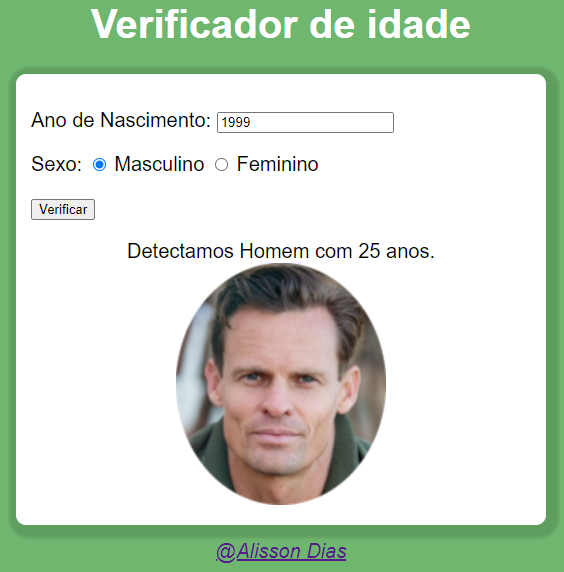 Verificador de idade
Ano de Nascimento: 1999
Sexo: Masculino Feminino
Verificar
Detectamos Homem com 25 anos.
@Alisson Dias